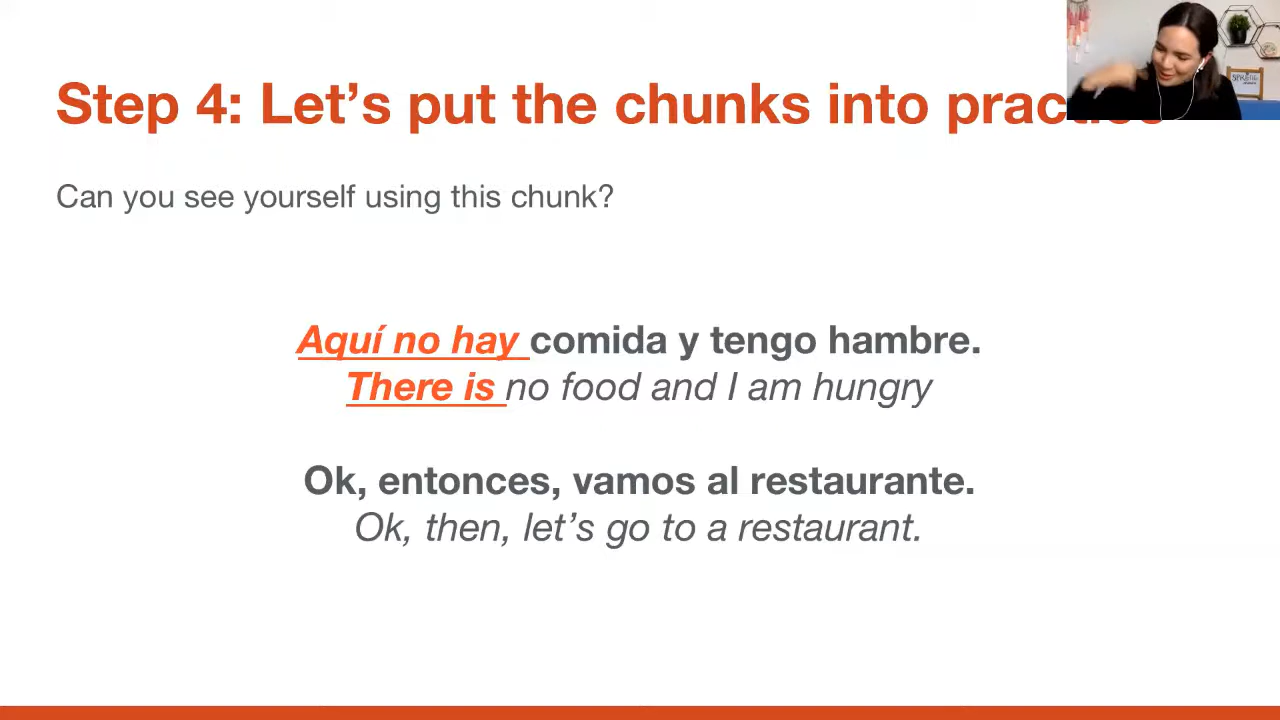 Step 4: Let's put the chunks into practice
Can you see yourself using this chunk?
Aquí no hay comida y tengo hambre.
There is no food and I am hungry
Ok, entonces, vamos al restaurante.
Ok, then, let's go to a restaurant.